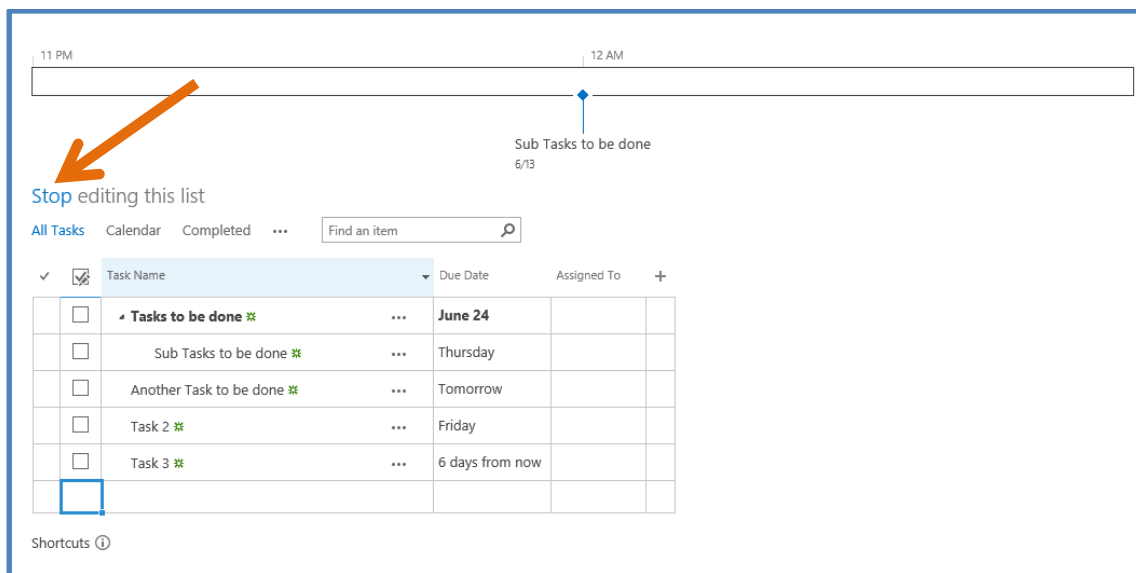 11 PM 12 AM
Sub Tasks to be done
6/13
Stop editing this list
All Tasks Calendar Completed ••• Find an item
Task Name Due Date Assigned To +
Tasks to be done ••• June 24
Sub Tasks to be done ••• Thursday
Another Task to be done ••• Tomorrow
Task 2 ••• Friday
Task 3 ••• 6 days from now
Shortcuts